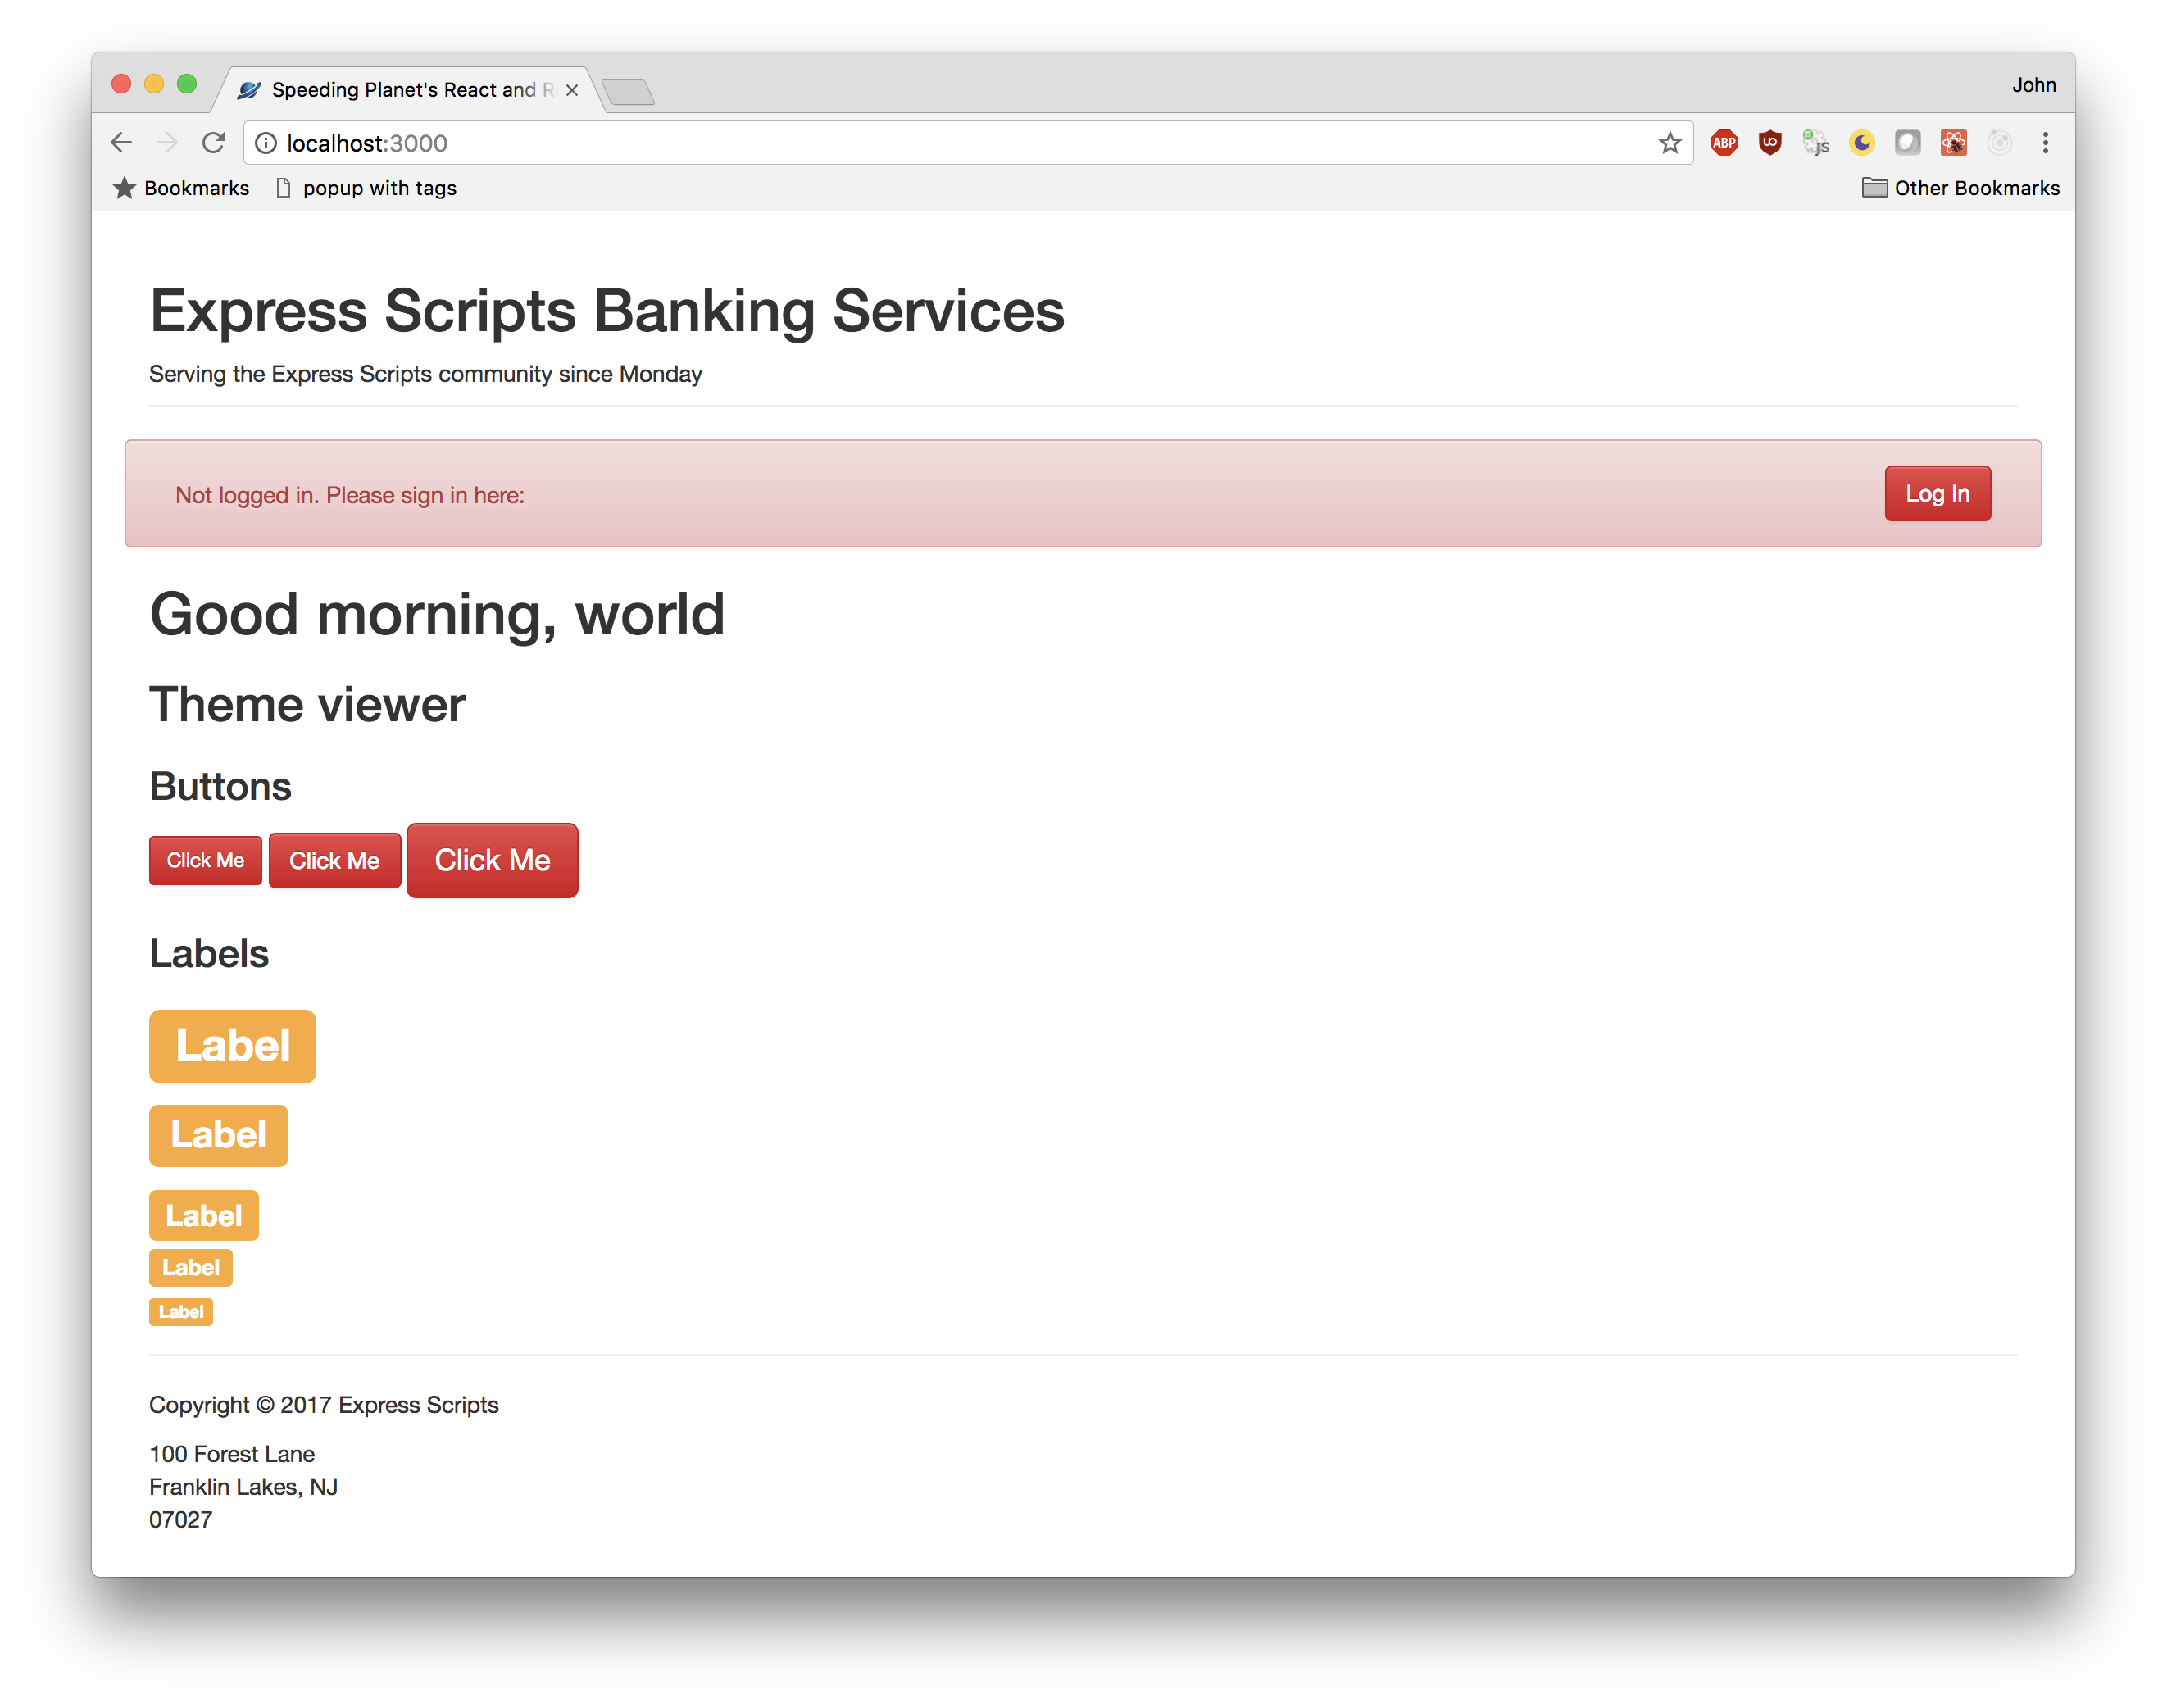 Speeding Planet's React and R
John
localhost:3000
ABP
UO
JS
Bookmarks
popup with tags
Other Bookmarks
Express Scripts Banking Services
Serving the Express Scripts community since Monday
Not logged in. Please sign in here:
Log In
Good morning, world
Theme viewer
Buttons
Click Me Click Me Click Me
Labels
Label
Label
Label
Label
Label
Copyright © 2017 Express Scripts
100 Forest Lane
Franklin Lakes, NJ
07027